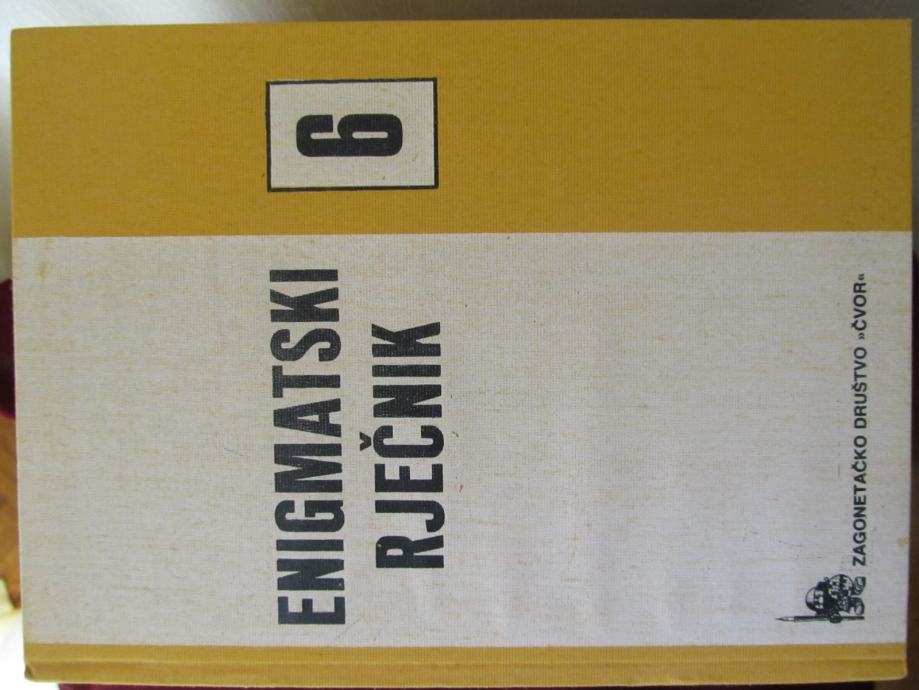 ENIGMATSKI
RJEČNIK
6
ZAGONETAČKO DRUŠTVO »ČVOR«